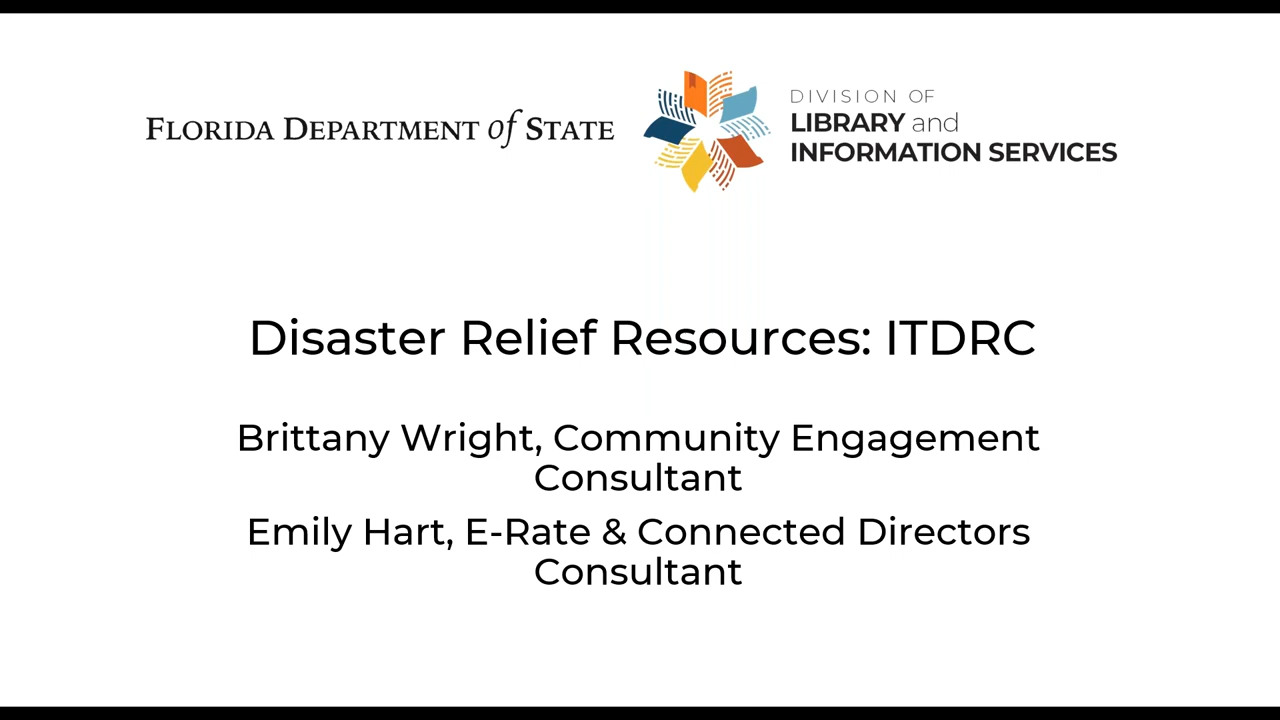 FLORIDA DEPARTMENT of STATE
DIVISION OF
LIBRARY and
INFORMATION SERVICES
Disaster Relief Resources: ITDRC
Brittany Wright, Community Engagement
Consultant
Emily Hart, E-Rate & Connected Directors
Consultant